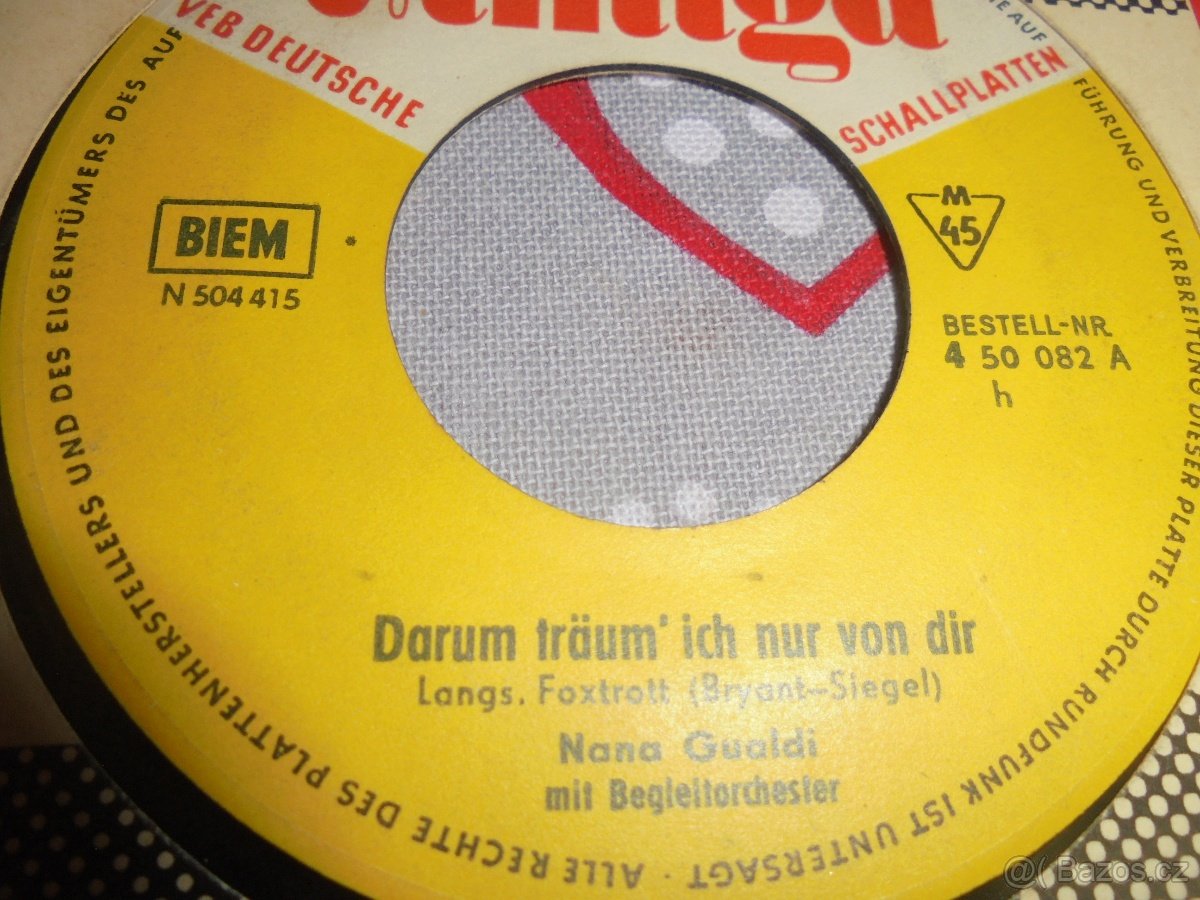 VEB DEUTSCHE SCHALLPLATTEN
BIEM
N 504 415
M
45
BESTELL-NR.
4 50 082 A
h
Darum träum' ich nur von dir
Langs. Foxtrott (Bryant-Siegel)
Nana Gualdi
mit Begleitorchester
ALLE RECHTE DES PLATTENHERSTELLERS UND DES EIGENTÜMERS DES AUF
IE AUF
FÜHRUNG UND VERBREITUNG DIESER PLATTE DURCH RUNDFUNK IST UNTERSAGT ·
@( Bazos.cz